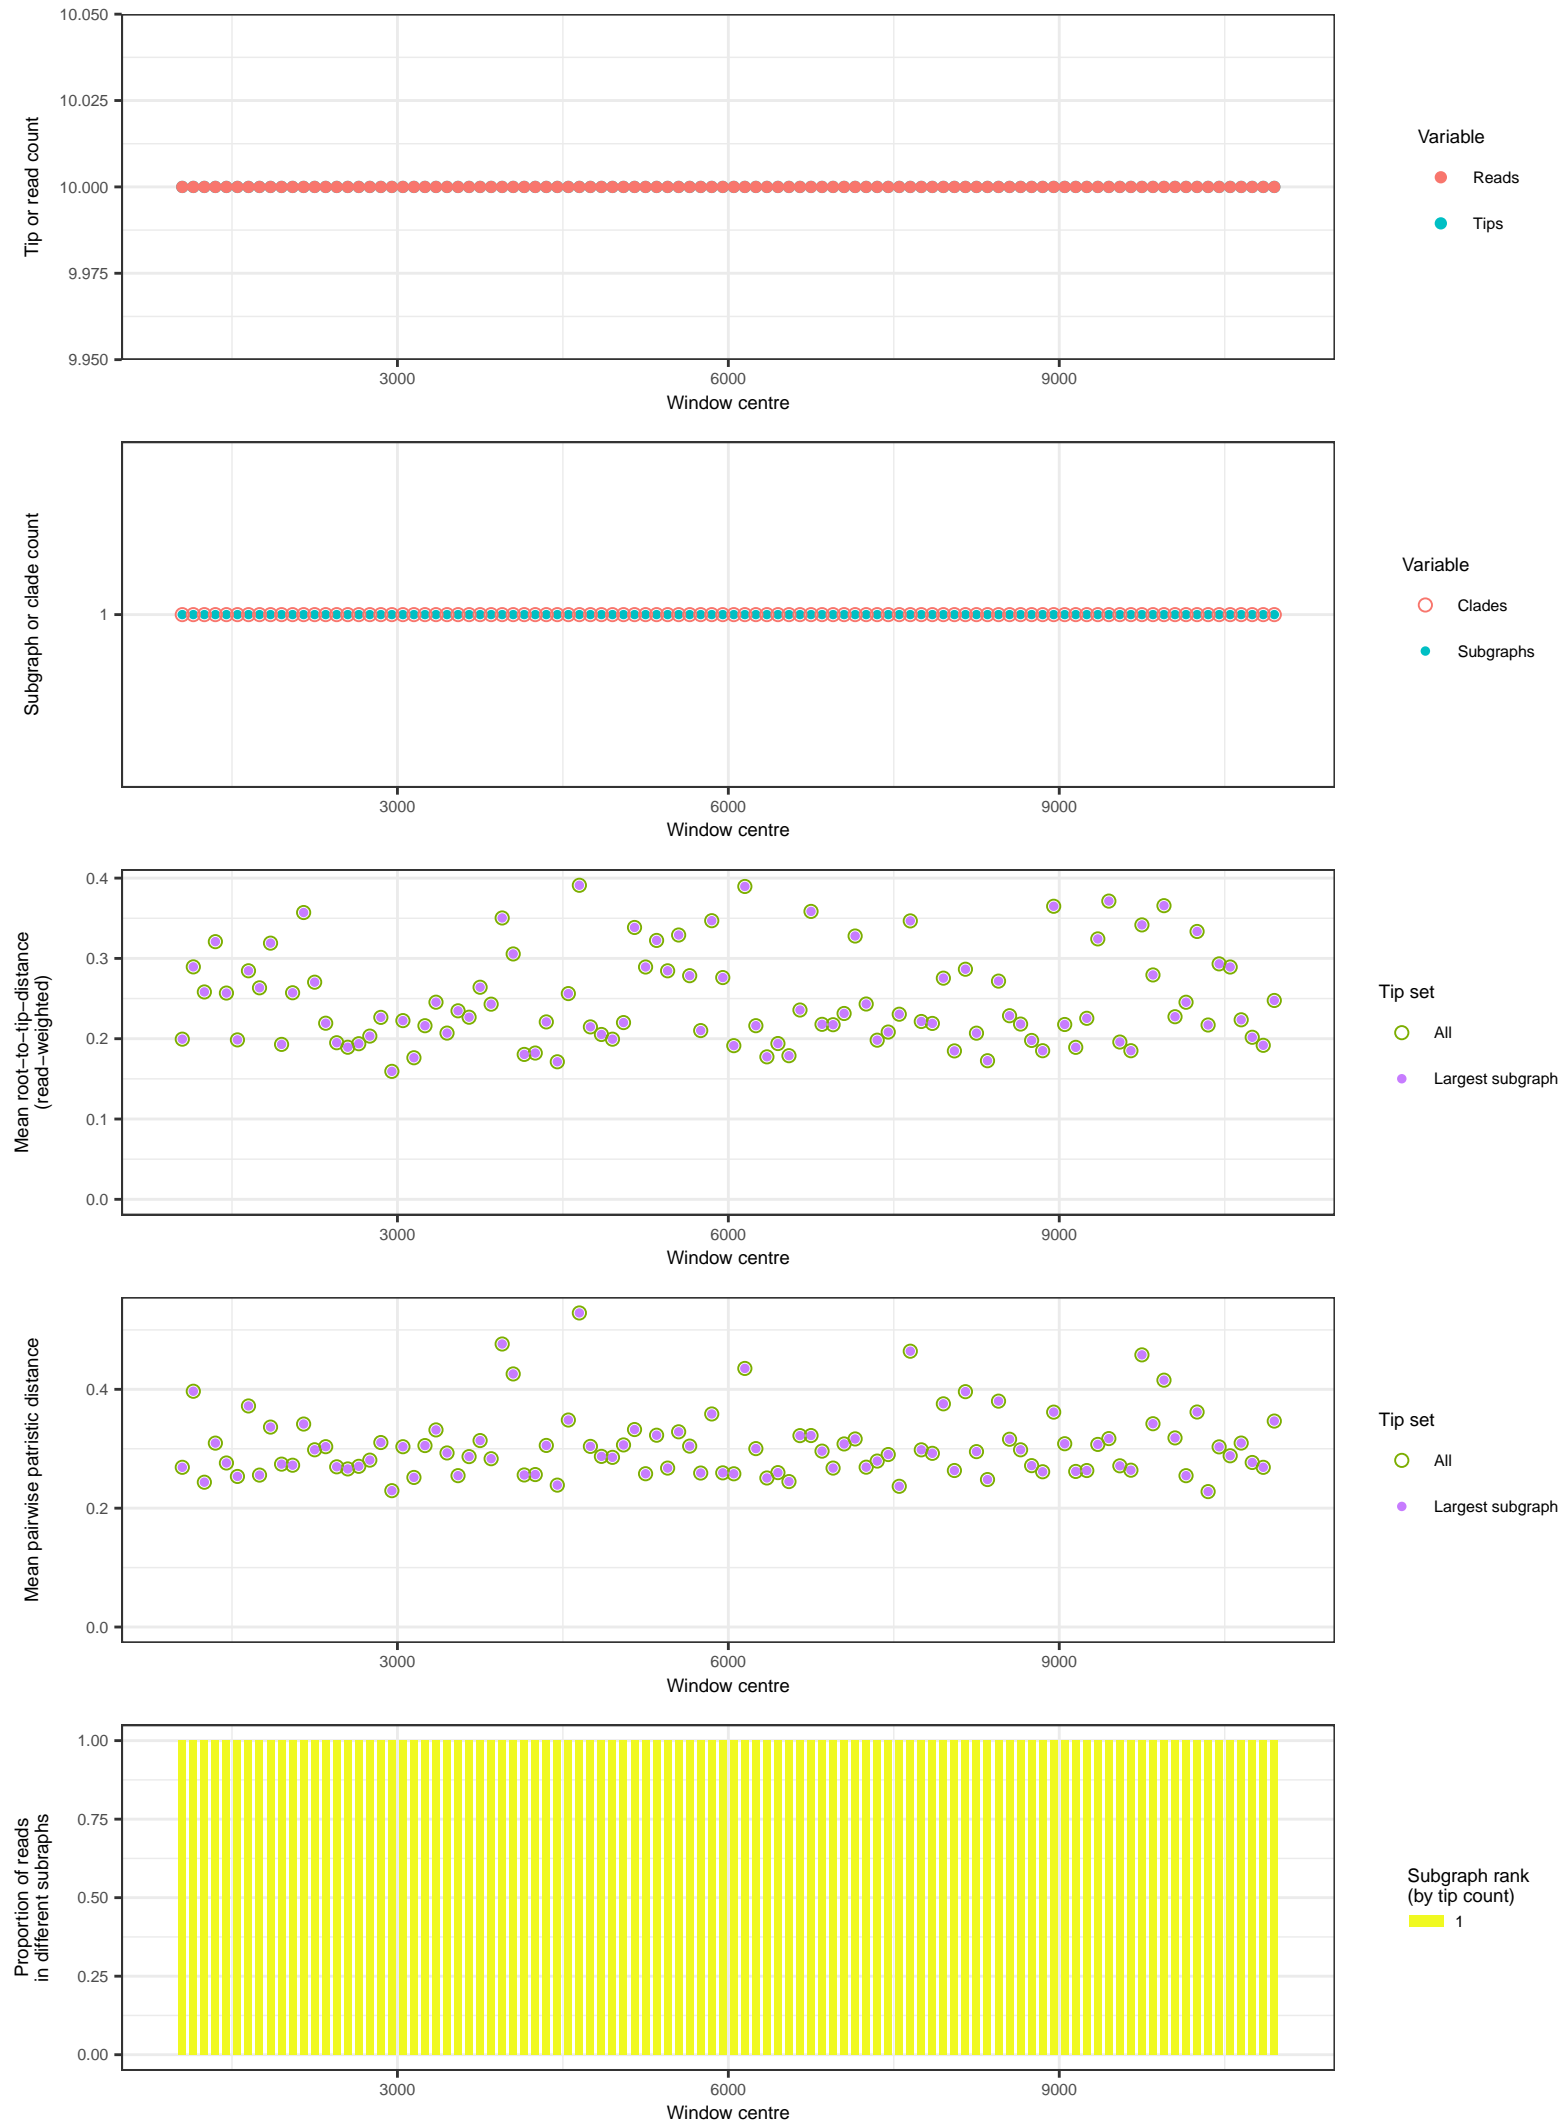 10.050
10.025
10.000
9.975
9.950
Tip or read count
3000
6000
9000
Window centre
Variable
Reads
Tips
1
Subgraph or clade count
3000
6000
9000
Window centre
Variable
Clades
Subgraphs
0.4
0.3
0.2
0.1
0.0
Mean root−to−tip−distance
(read−weighted)
3000
6000
9000
Window centre
Tip set
All
Largest subgraph
0.4
0.2
0.0
Mean pairwise patristic distance
3000
6000
9000
Window centre
Tip set
All
Largest subgraph
1.00
0.75
0.50
0.25
0.00
Proportion of reads
in different subraphs
3000
6000
9000
Window centre
Subgraph rank
(by tip count)
1